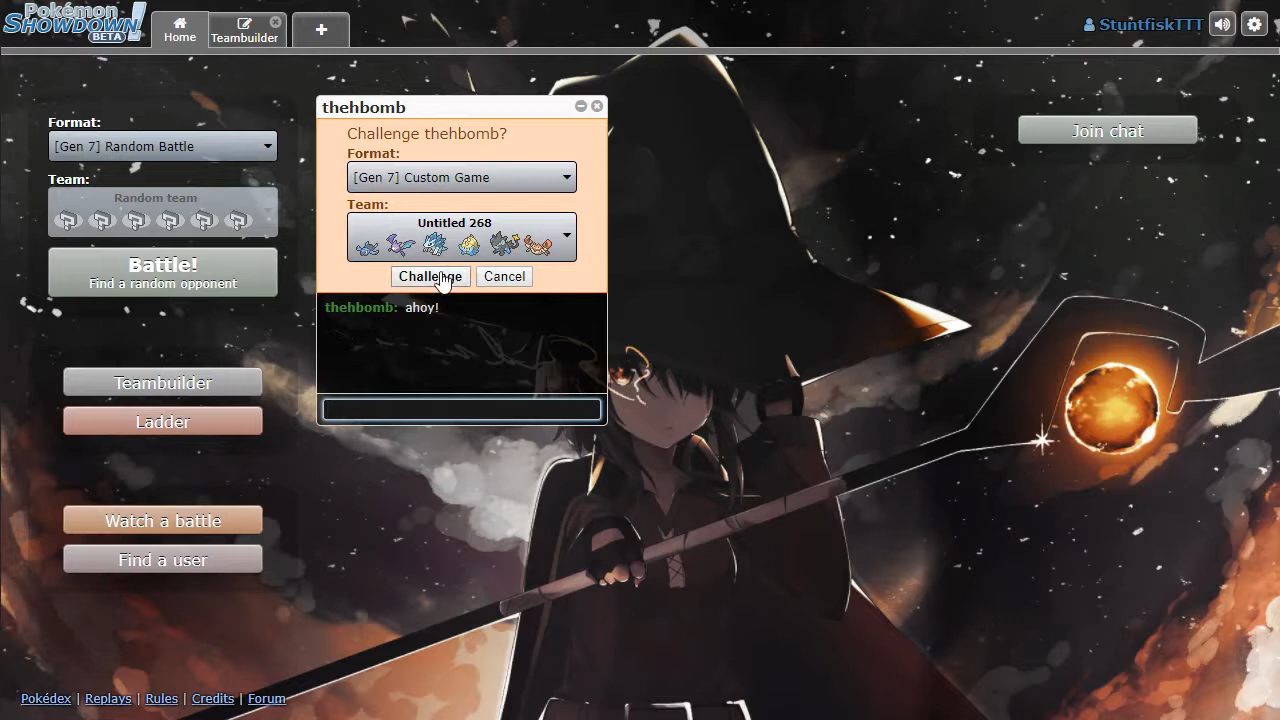 Pokémon
SHOWDOWN!
BETA
Home
Teambuilder
+
StuntfiskTTT
Format:
[Gen 7] Random Battle
Team:
Random team
Battle!
Find a random opponent
Teambuilder
Ladder
Watch a battle
Find a user
thehbomb
Challenge thehbomb?
Format:
[Gen 7] Custom Game
Team:
Untitled 268
Challenge Cancel
thehbomb: ahoy!
Join chat
Pokédex | Replays | Rules | Credits | Forum